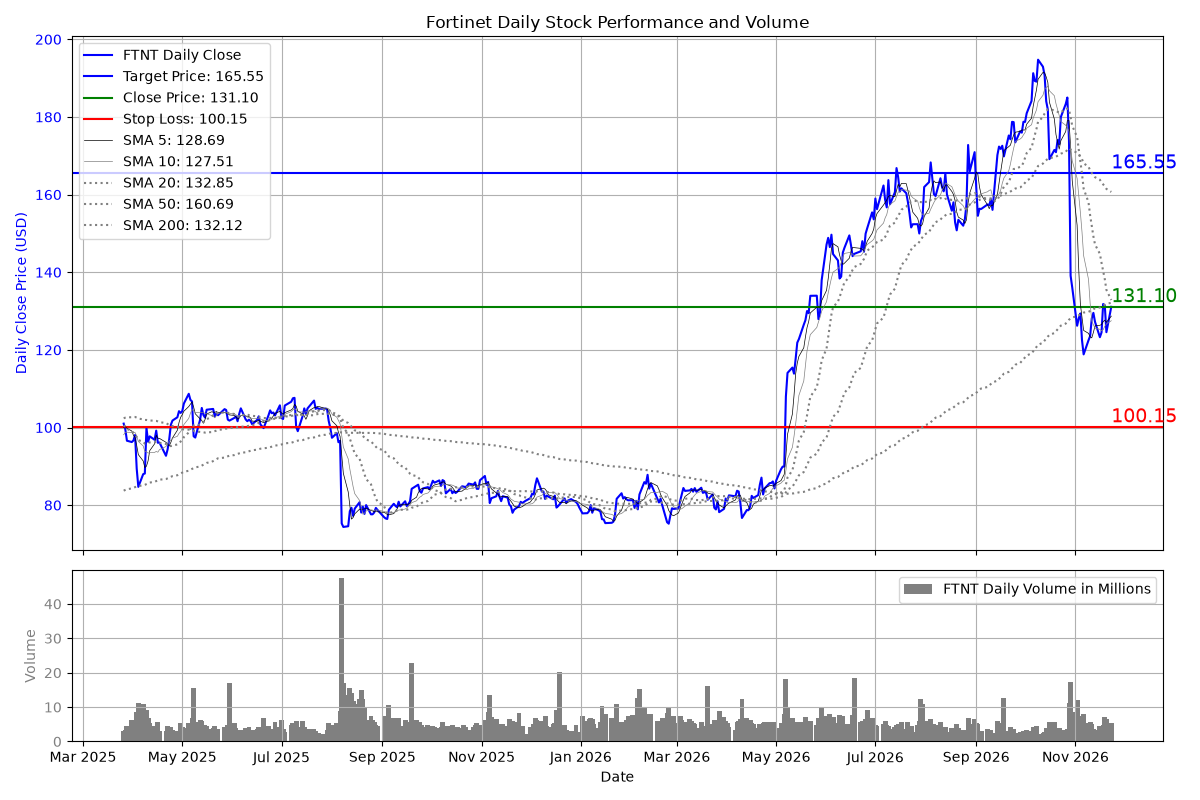 Fortinet Daily Stock Performance and Volume
Daily Close Price (USD)
200
180
160
140
120
100
80
FTNT Daily Close
Target Price: 165.55
Close Price: 131.10
Stop Loss: 100.15
SMA 5: 128.69
SMA 10: 127.51
SMA 20: 132.85
SMA 50: 160.69
SMA 200: 132.12
165.55
131.10
100.15
Volume
40
30
20
10
0
FTNT Daily Volume in Millions
Mar 2025 May 2025 Jul 2025 Sep 2025 Nov 2025 Jan 2026 Mar 2026 May 2026 Jul 2026 Sep 2026 Nov 2026
Date